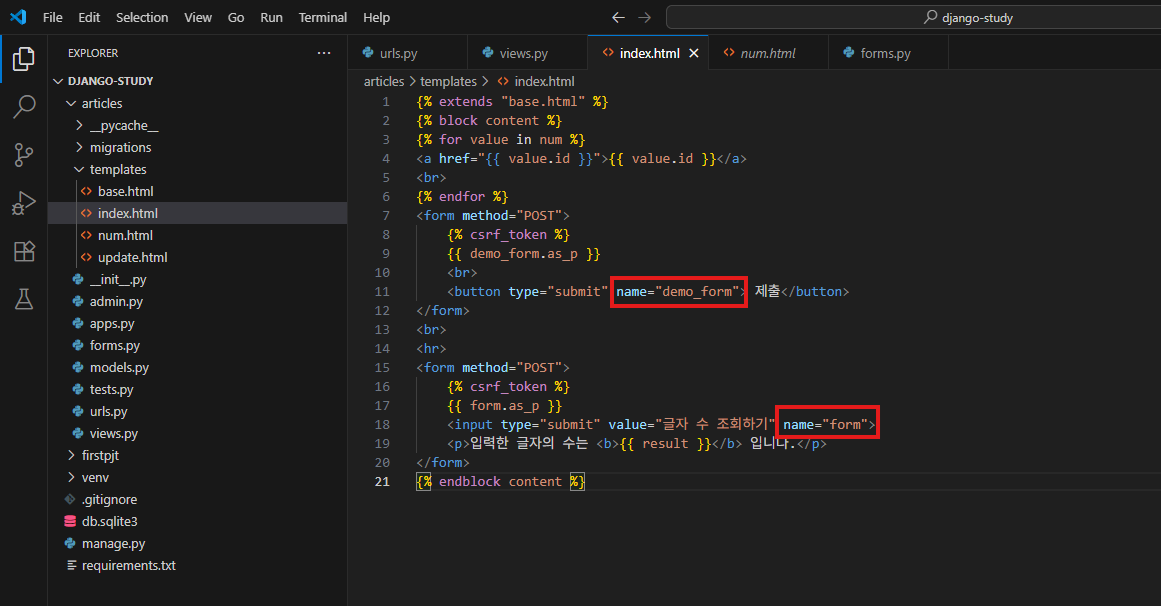 File Edit Selection View Go Run Terminal Help
django-study
EXPLORER
DJANGO-STUDY
articles
__pycache__
migrations
templates
base.html
index.html
num.html
update.html
__init__.py
admin.py
apps.py
forms.py
models.py
tests.py
urls.py
views.py
firstpjt
venv
.gitignore
db.sqlite3
manage.py
requirements.txt
urls.py views.py index.html num.html forms.py
articles > templates > <> index.html
1 {% extends "base.html" %}
2 {% block content %}
3 {% for value in num %}
4 <a href="{{ value.id }}">{{ value.id }}</a>
5 <br>
6 {% endfor %}
7 <form method="POST">
8 {% csrf_token %}
9 {{ demo_form.as_p }}
10 <br>
11 <button type="submit" name="demo_form"> 제출</button>
12 </form>
13 <br>
14 <hr>
15 <form method="POST">
16 {% csrf_token %}
17 {{ form.as_p }}
18 <input type="submit" value="글자 수 조회하기" name="form">
19 <p>입력한 글자의 수는 <b>{{ result }}</b> 입니다.</p>
20 </form>
21 {% endblock content %}